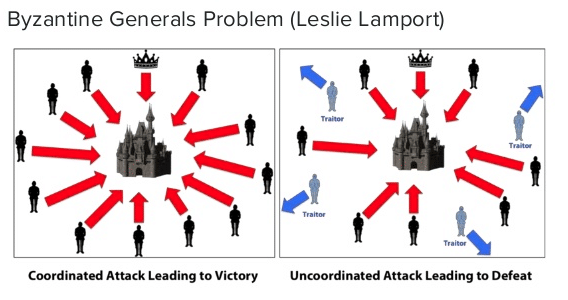 Byzantine Generals Problem (Leslie Lamport)
Traitor
Traitor
Traitor
Traitor
Coordinated Attack Leading to Victory
Uncoordinated Attack Leading to Defeat